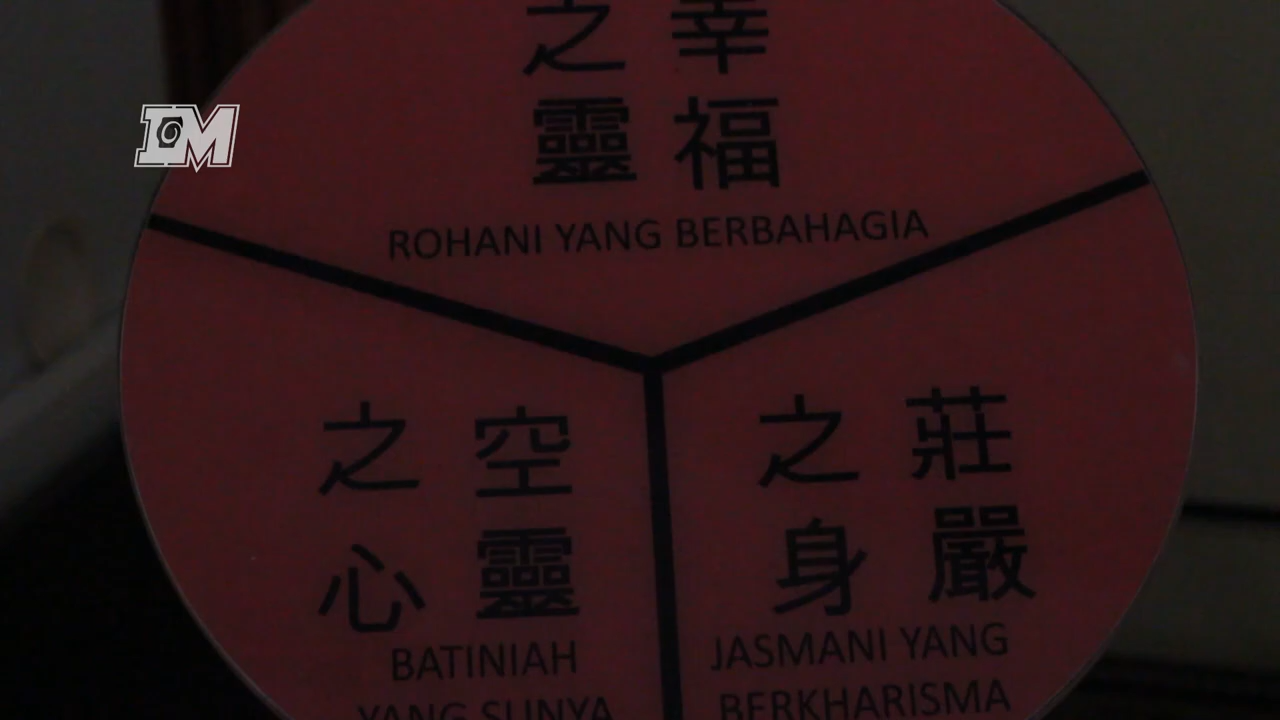 幸福
之靈
ROHANI YANG BERBAHAGIA
空靈
之心
BATINIAH
YANG SUNYA
莊嚴
之身
JASMANI YANG
BERKHARISMA